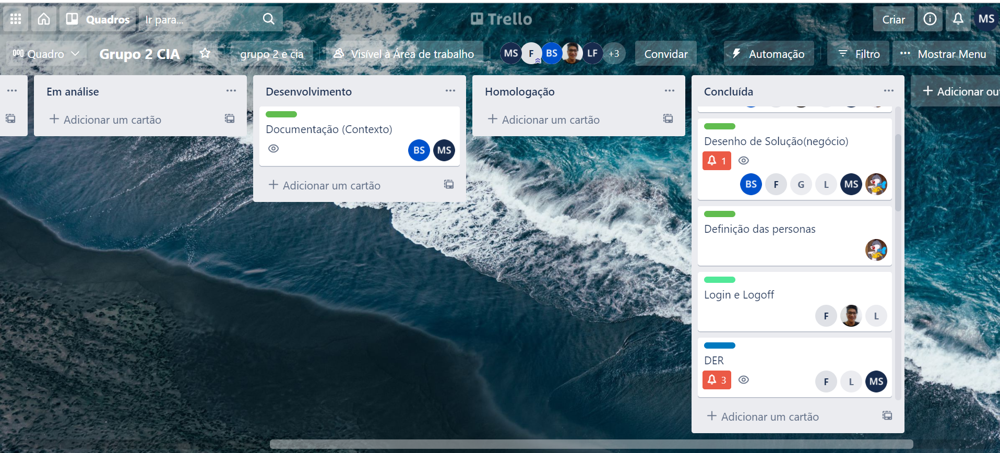 Quadros
Ir para...
Trello
Criar
MS
Quadro
Grupo 2 CIA
grupo 2 e cia
Visível à Área de trabalho
MS
F
BS
LF
+3
Convidar
Automação
Filtro
Mostrar Menu
Em análise
Adicionar um cartão
Desenvolvimento
Documentação (Contexto)
BS
MS
Adicionar um cartão
Homologação
Adicionar um cartão
Concluída
Desenho de Solução(negócio)
1
BS
F
G
L
MS
Definição das personas
Login e Logoff
F
L
DER
3
F
L
MS
Adicionar um cartão
Adicionar ou